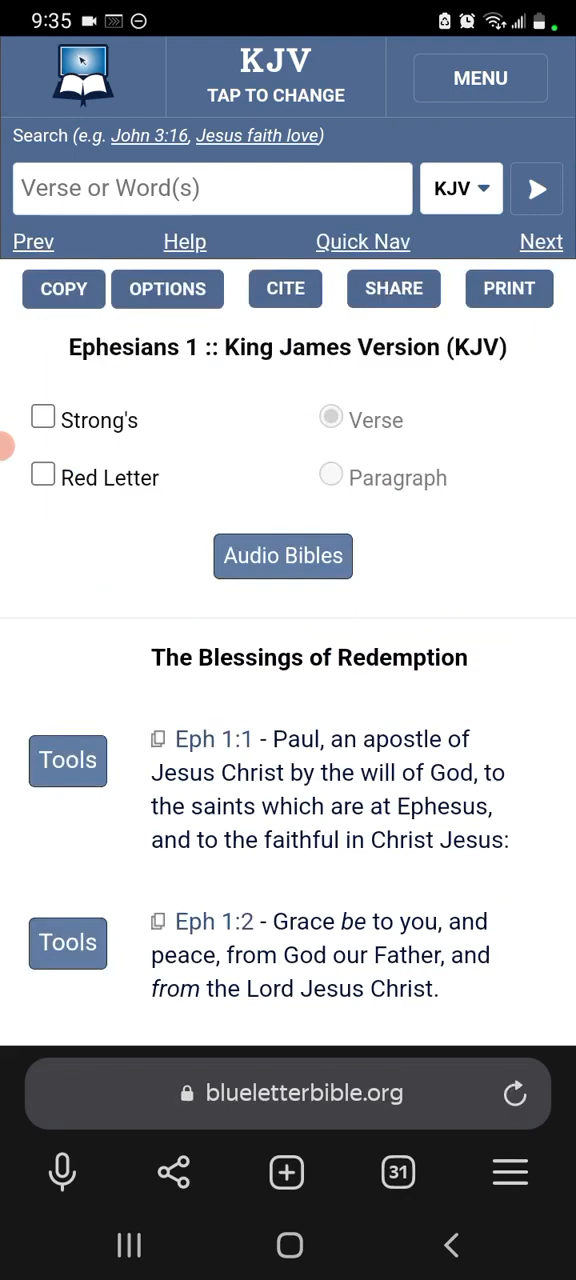 9:35
KJV
TAP TO CHANGE
MENU
Search (e.g. John 3:16, Jesus faith love)
Verse or Word(s)
KJV
Prev
Help
Quick Nav
Next
COPY
OPTIONS
CITE
SHARE
PRINT
Ephesians 1 :: King James Version (KJV)
Strong's
Verse
Red Letter
Paragraph
Audio Bibles
The Blessings of Redemption
Tools
Eph 1:1 - Paul, an apostle of
Jesus Christ by the will of God, to
the saints which are at Ephesus,
and to the faithful in Christ Jesus:
Tools
Eph 1:2 - Grace be to you, and
peace, from God our Father, and
from the Lord Jesus Christ.
blueletterbible.org
31